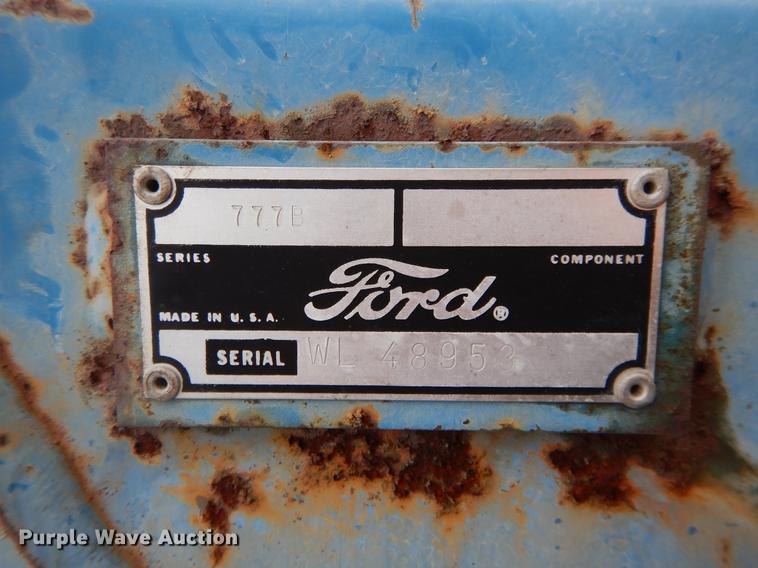 777B
SERIES
COMPONENT
Ford®
MADE IN U.S.A.
SERIAL WL 48953
Purple Wave Auction